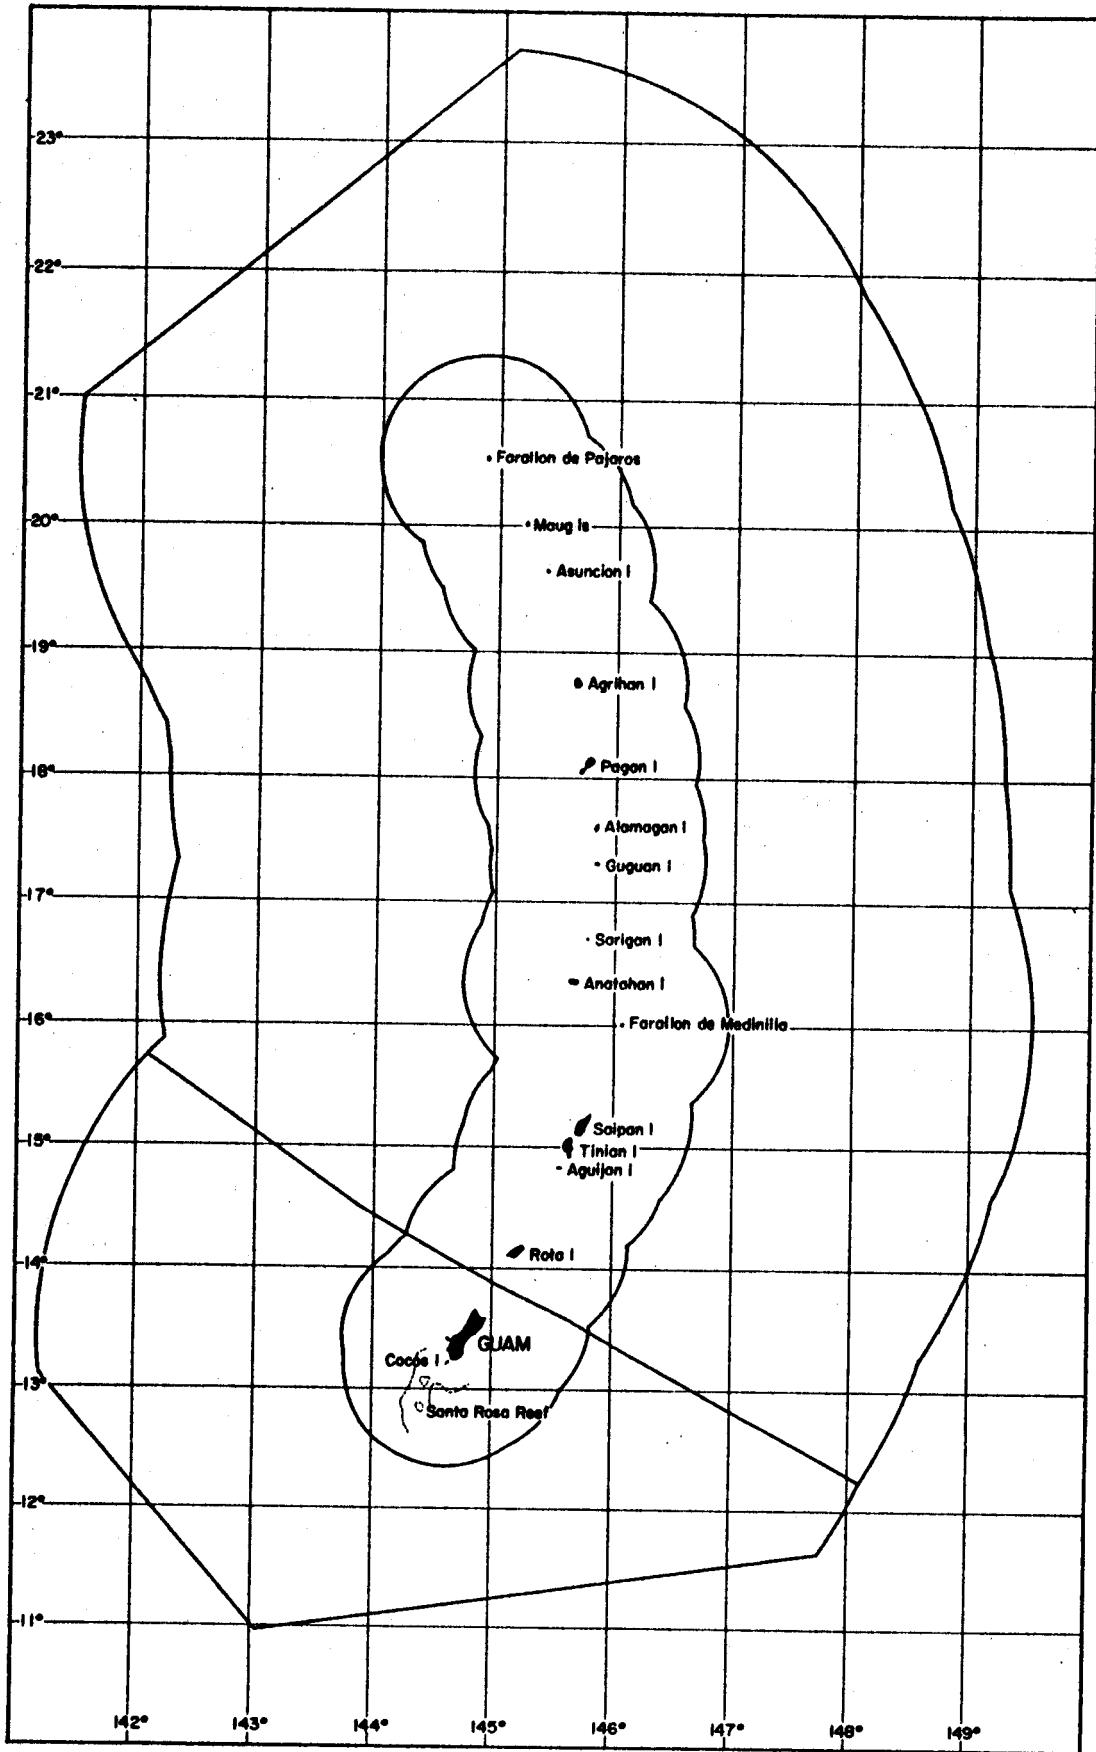 23°
22°
21°
Farallon de Pajaros
20°
Maug Is
Asuncion I
19°
Agrihan I
18°
Pagan I
Alamagan I
Guguan I
17°
Sarigan I
Anatahan I
16°
Farallon de Medinilla
15°
Saipan I
Tinian I
Aguijan I
14°
Rota I
GUAM
Cocos I
13°
Santa Rosa Reef
12°
11°
142° 143° 144° 145° 146° 147° 148° 149°